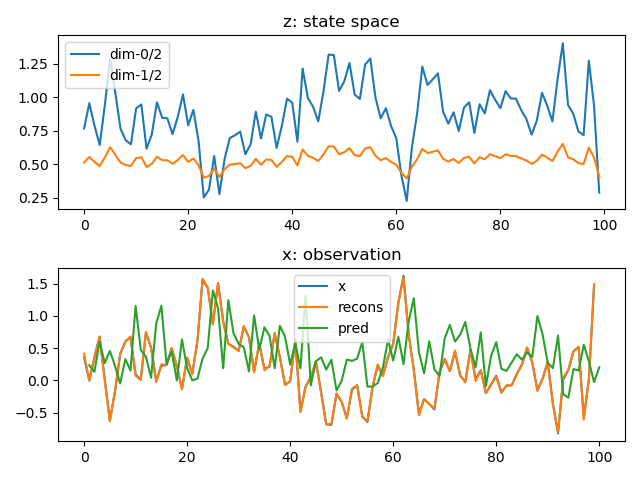 z: state space
dim-0/2
dim-1/2
1.25
1.00
0.75
0.50
0.25
0 20 40 60 80 100
x: observation
x
recons
pred
1.5
1.0
0.5
0.0
−0.5
0 20 40 60 80 100